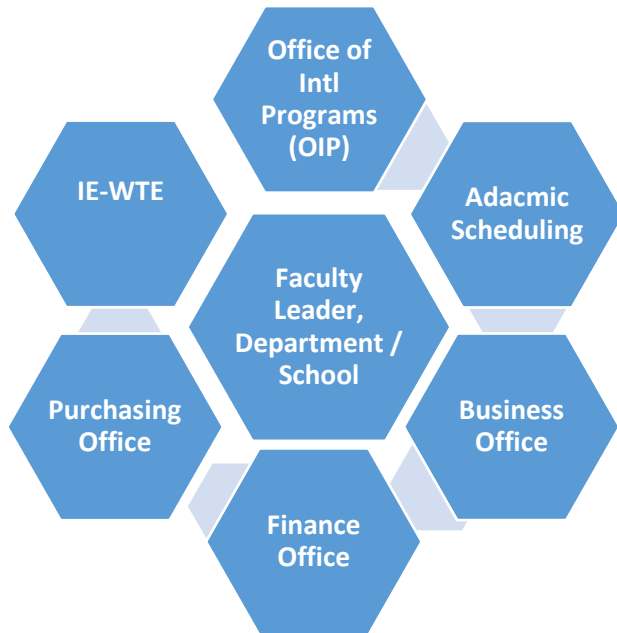 Office of
Intl
Programs
(OIP)
IE-WTE
Adacmic
Scheduling
Faculty
Leader,
Department /
School
Purchasing
Office
Business
Office
Finance
Office